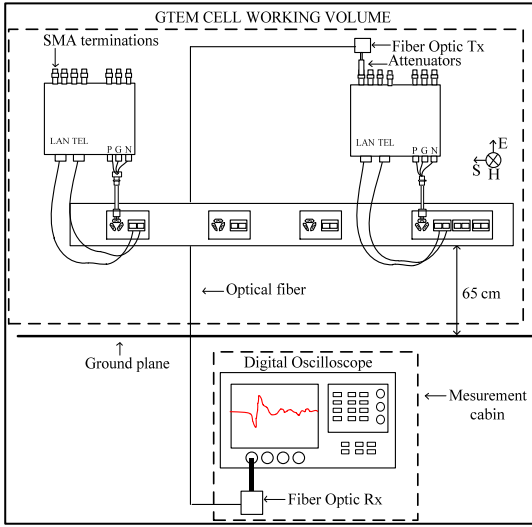 GTEM CELL WORKING VOLUME
SMA terminations
Fiber Optic Tx
Attenuators
LAN TEL
P G N
LAN TEL
P G N
E
S
H
Optical fiber
65 cm
Ground plane
Digital Oscilloscope
Mesurement
cabin
Fiber Optic Rx